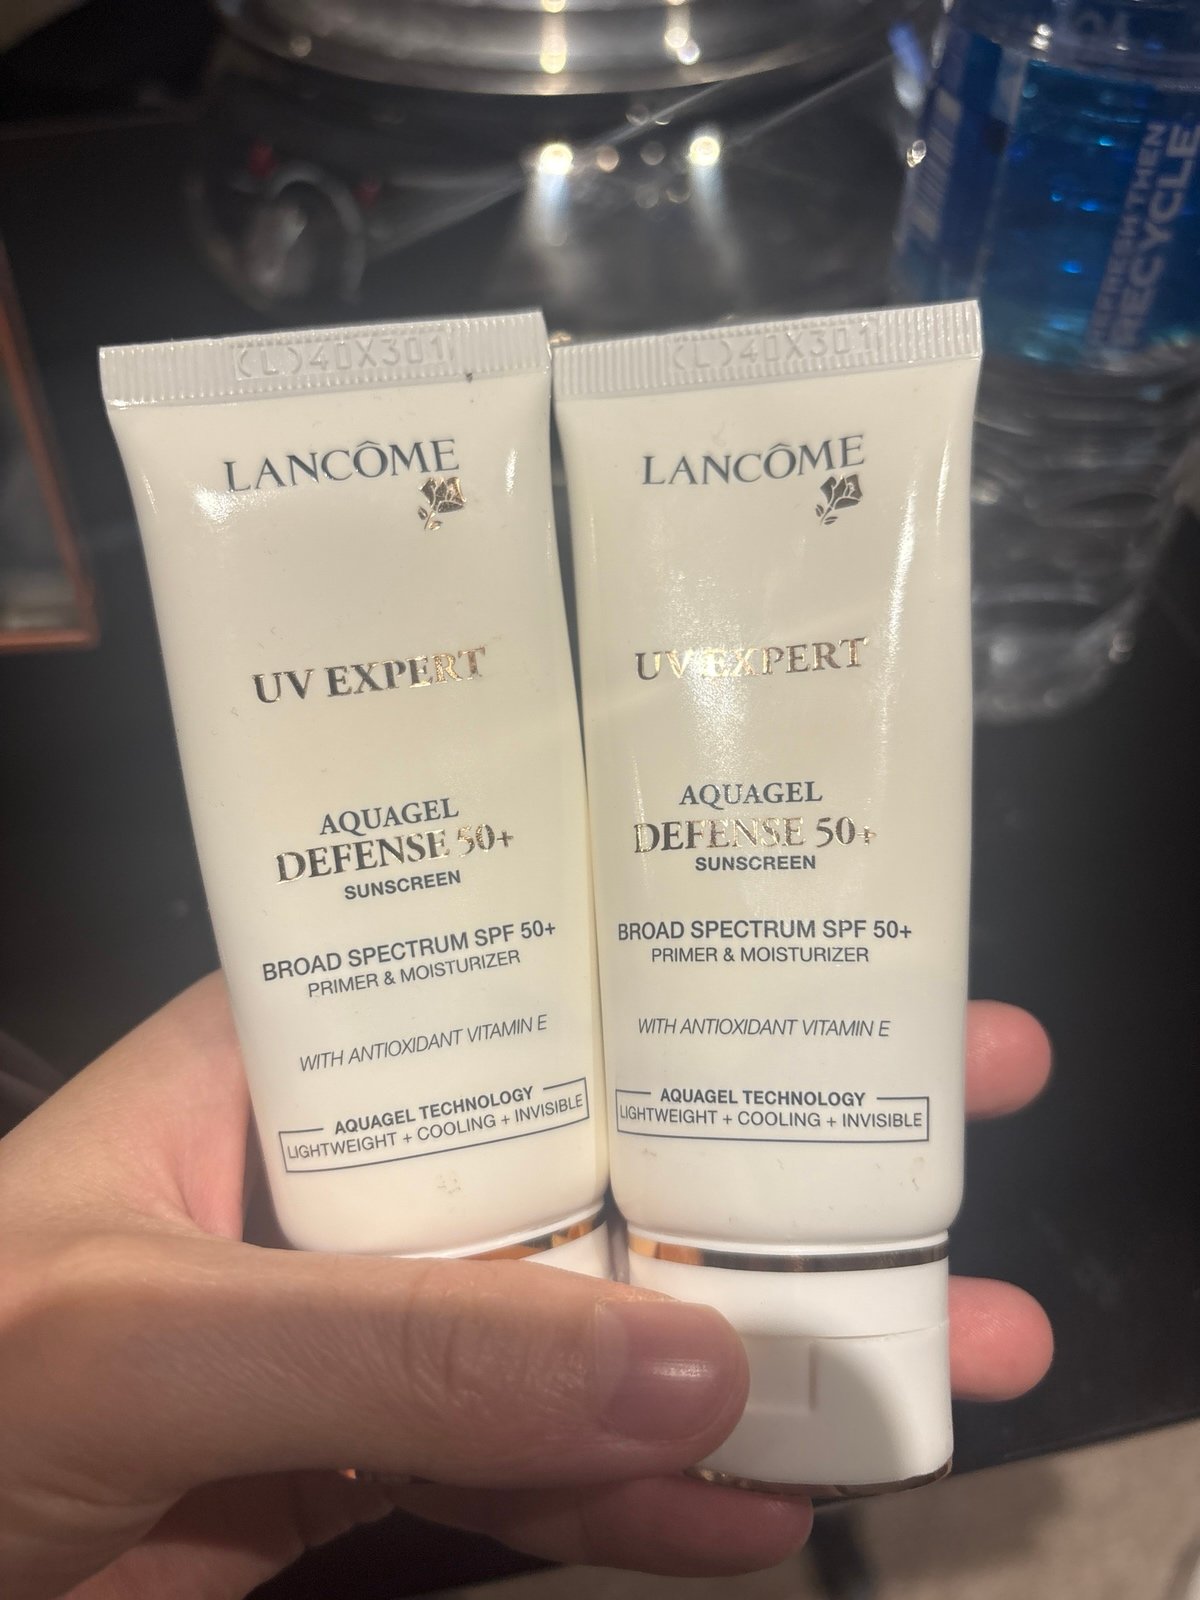 (L)40X301
LANCÔME
UV EXPERT
AQUAGEL
DEFENSE 50+
SUNSCREEN
BROAD SPECTRUM SPF 50+
PRIMER & MOISTURIZER
WITH ANTIOXIDANT VITAMIN E
AQUAGEL TECHNOLOGY
LIGHTWEIGHT + COOLING + INVISIBLE
(L)40X301
LANCÔME
UV EXPERT
AQUAGEL
DEFENSE 50+
SUNSCREEN
BROAD SPECTRUM SPF 50+
PRIMER & MOISTURIZER
WITH ANTIOXIDANT VITAMIN E
AQUAGEL TECHNOLOGY
LIGHTWEIGHT + COOLING + INVISIBLE
REFRESH THEN
RECYCLE